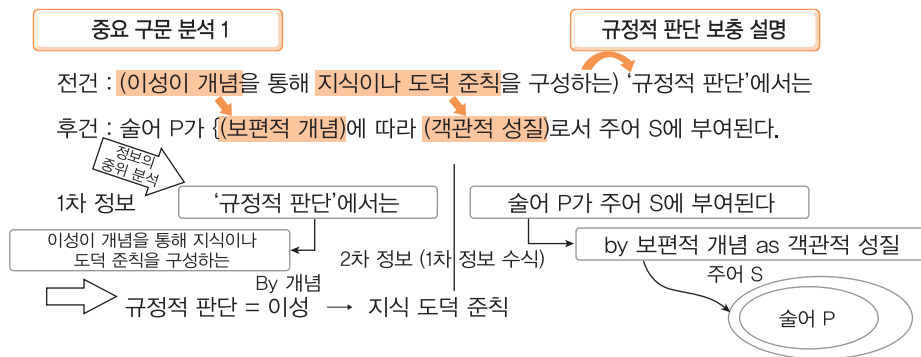 중요 구문 분석 1
규정적 판단 보충 설명
전건 : (이성이 개념을 통해 지식이나 도덕 준칙을 구성하는) ‘규정적 판단’에서는
후건 : 술어 P가 {(보편적 개념)에 따라 (객관적 성질)로서 주어 S에 부여된다.
정보의
중위 분석
1차 정보
‘규정적 판단’에서는
술어 P가 주어 S에 부여된다
이성이 개념을 통해 지식이나
도덕 준칙을 구성하는
2차 정보 (1차 정보 수식)
by 보편적 개념 as 객관적 성질
By 개념
규정적 판단 = 이성 → 지식 도덕 준칙
주어 S
술어 P